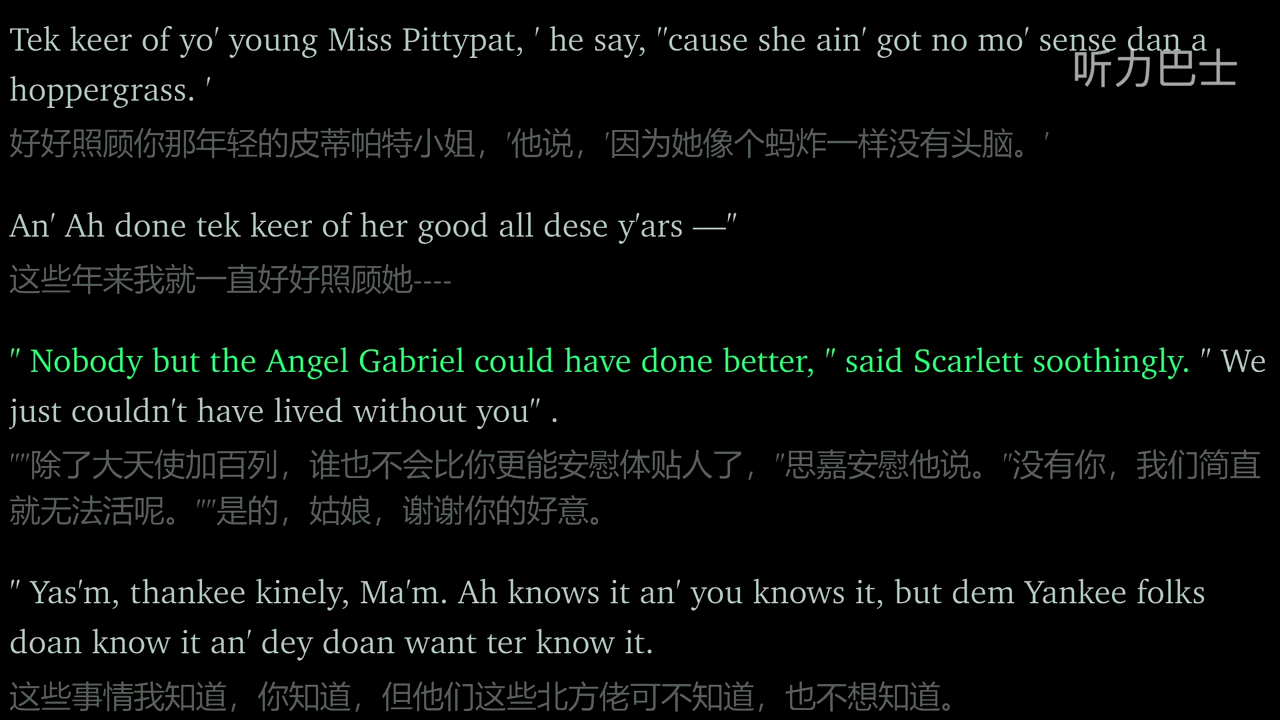 Tek keer of yo' young Miss Pittypat, ' he say, "cause she ain' got no mo' sense dan a
听力巴士
hoppergrass. '
好好照顾你那年轻的皮蒂帕特小姐，'他说，'因为她像个蚂炸一样没有头脑。'
An' Ah done tek keer of her good all dese y'ars —"
这些年来我就一直好好照顾她----
" Nobody but the Angel Gabriel could have done better, " said Scarlett soothingly. " We
just couldn't have lived without you" .
""除了大天使加百列，谁也不会比你更能安慰体贴人了，"思嘉安慰他说。"没有你，我们简直
就无法活呢。""是的，姑娘，谢谢你的好意。
" Yas'm, thankee kinely, Ma'm. Ah knows it an' you knows it, but dem Yankee folks
doan know it an' dey doan want ter know it.
这些事情我知道，你知道，但他们这些北方佬可不知道，也不想知道。